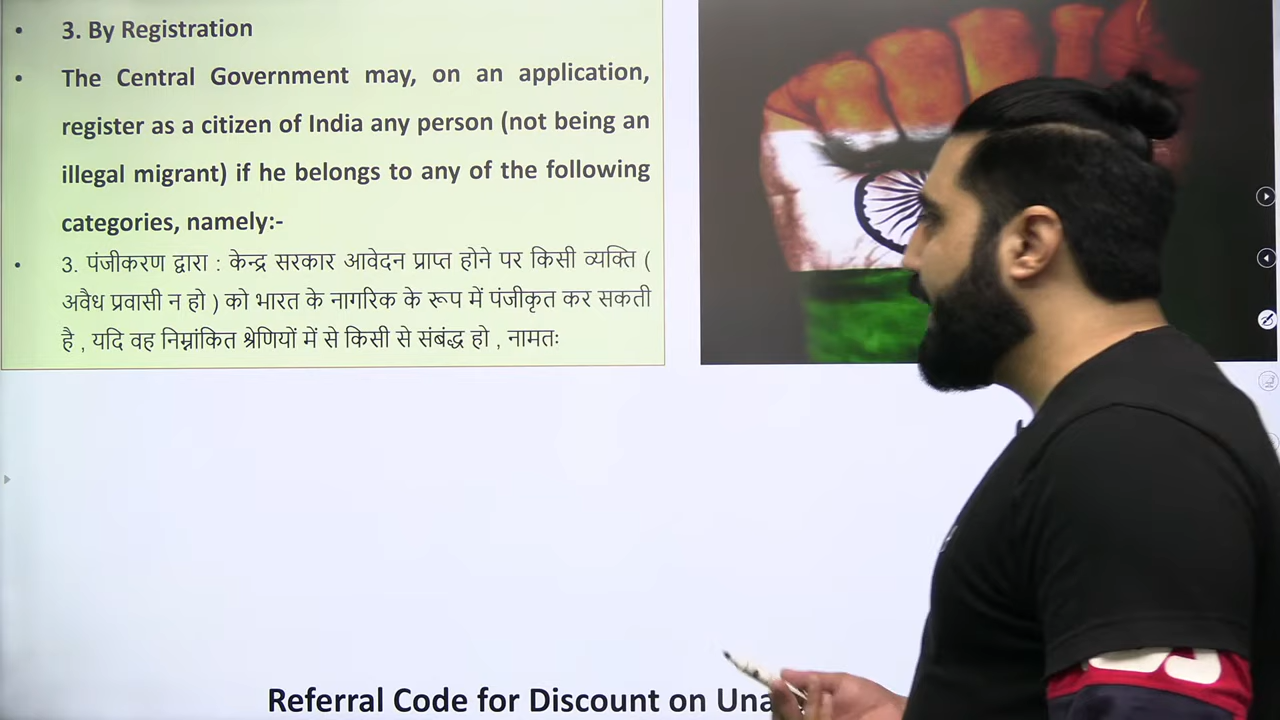 3. By Registration
The Central Government may, on an application,
register as a citizen of India any person (not being an
illegal migrant) if he belongs to any of the following
categories, namely:-
3. पंजीकरण द्वारा : केन्द्र सरकार आवेदन प्राप्त होने पर किसी व्यक्ति (
अवैध प्रवासी न हो ) को भारत के नागरिक के रूप में पंजीकृत कर सकती
है , यदि वह निम्नांकित श्रेणियों में से किसी से संबंद्ध हो , नामतः
Referral Code for Discount on Una